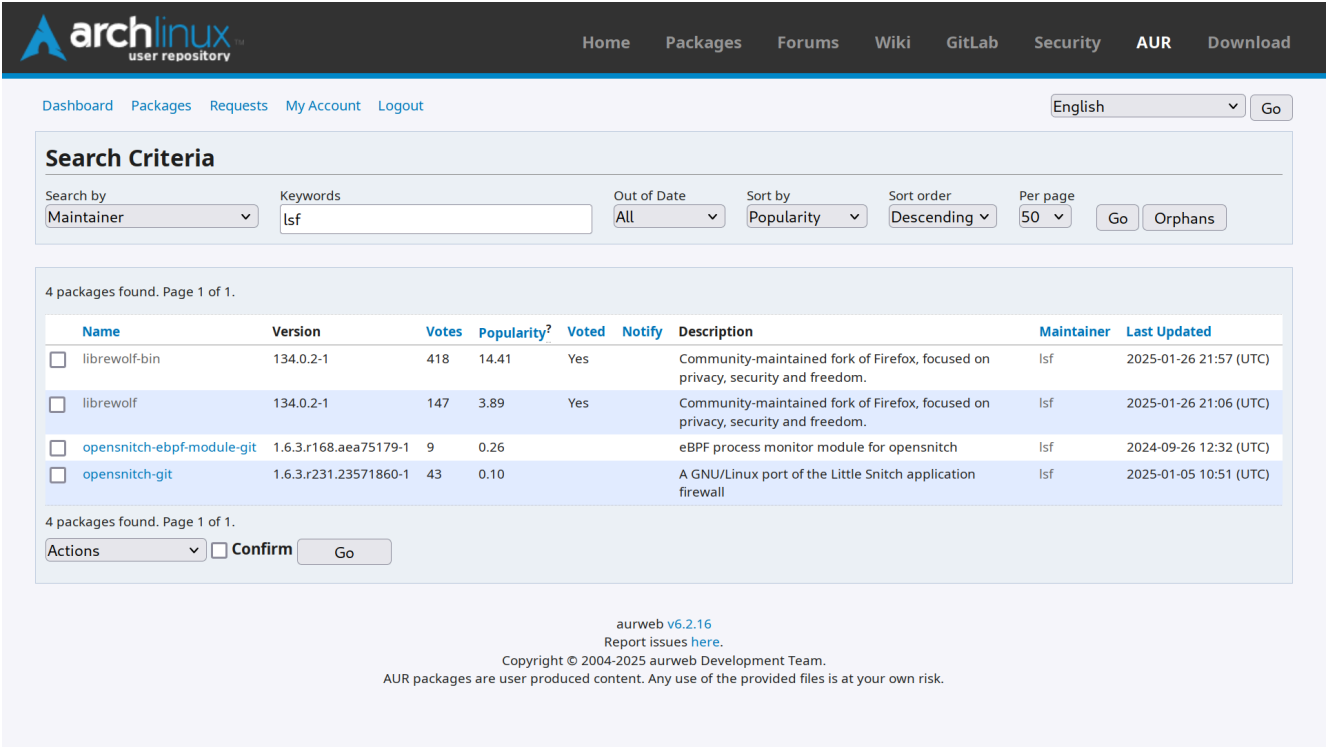 archlinux™
user repository
Home Packages Forums Wiki GitLab Security AUR Download
Dashboard Packages Requests My Account Logout
English Go
Search Criteria
Search by Keywords Out of Date Sort by Sort order Per page
Maintainer lsf All Popularity Descending 50 Go Orphans
4 packages found. Page 1 of 1.
Name Version Votes Popularity? Voted Notify Description Maintainer Last Updated
librewolf-bin 134.0.2-1 418 14.41 Yes Community-maintained fork of Firefox, focused on lsf 2025-01-26 21:57 (UTC)
privacy, security and freedom.
librewolf 134.0.2-1 147 3.89 Yes Community-maintained fork of Firefox, focused on lsf 2025-01-26 21:06 (UTC)
privacy, security and freedom.
opensnitch-ebpf-module-git 1.6.3.r168.aea75179-1 9 0.26 eBPF process monitor module for opensnitch lsf 2024-09-26 12:32 (UTC)
opensnitch-git 1.6.3.r231.23571860-1 43 0.10 A GNU/Linux port of the Little Snitch application lsf 2025-01-05 10:51 (UTC)
firewall
4 packages found. Page 1 of 1.
Actions Confirm Go
aurweb v6.2.16
Report issues here.
Copyright © 2004-2025 aurweb Development Team.
AUR packages are user produced content. Any use of the provided files is at your own risk.